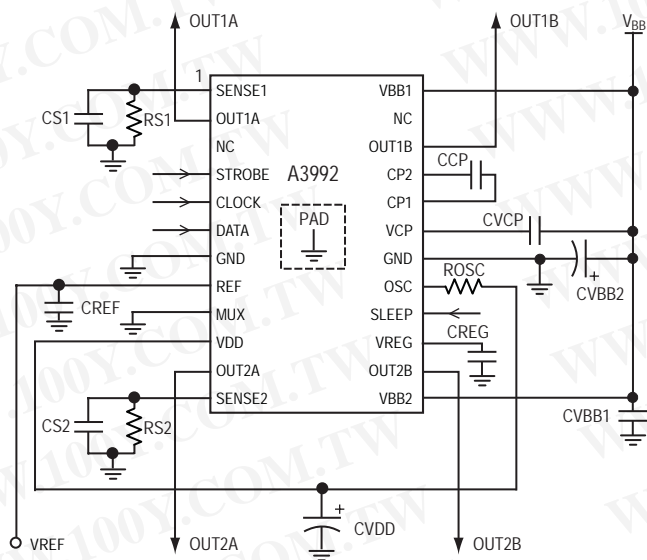 OUT1A
OUT1B
VBB
1
SENSE1
VBB1
CS1
RS1
OUT1A
NC
NC
OUT1B
CCP
STROBE
A3992
CP2
CLOCK
CP1
DATA
PAD
VCP
CVCP
GND
GND
ROSC
+
CVBB2
REF
OSC
CREF
MUX
SLEEP
CREG
VDD
VREG
OUT2A
OUT2B
CS2
RS2
SENSE2
VBB2
CVBB1
+
CVDD
VREF
OUT2A
OUT2B
WWW.100Y.COM.TW